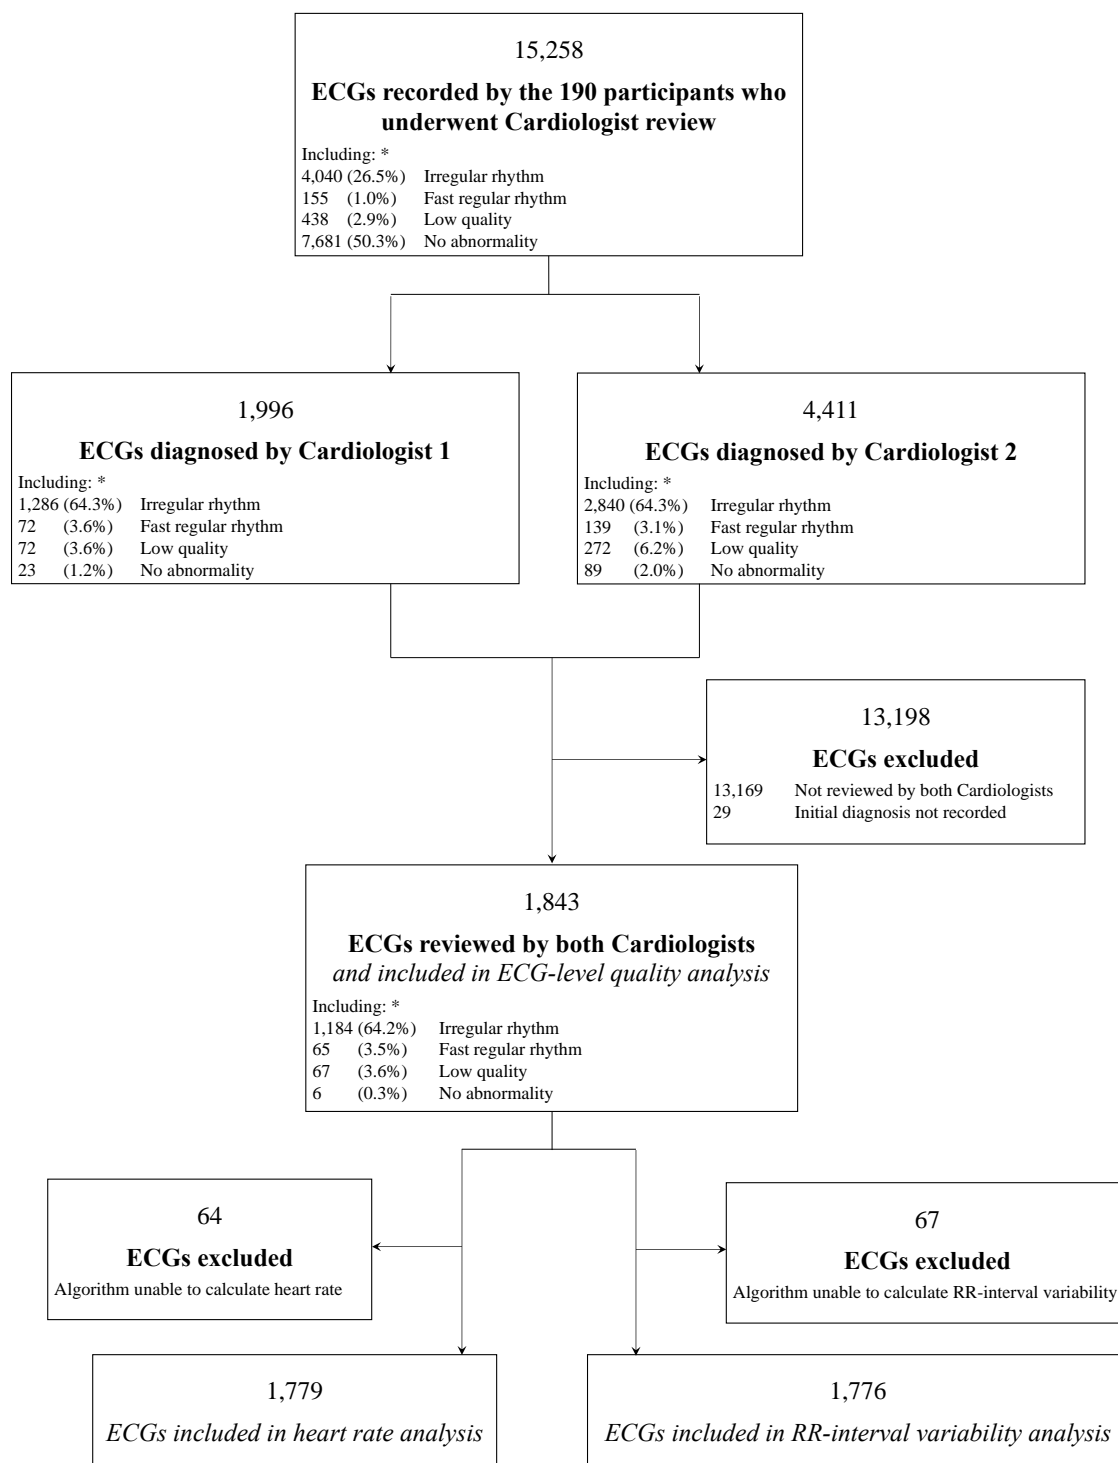 15,258
ECGs recorded by the 190 participants who
underwent Cardiologist review
Including: *
4,040 (26.5%) Irregular rhythm
155 (1.0%) Fast regular rhythm
438 (2.9%) Low quality
7,681 (50.3%) No abnormality
1,996
ECGs diagnosed by Cardiologist 1
Including: *
1,286 (64.3%) Irregular rhythm
72 (3.6%) Fast regular rhythm
72 (3.6%) Low quality
23 (1.2%) No abnormality
4,411
ECGs diagnosed by Cardiologist 2
Including: *
2,840 (64.3%) Irregular rhythm
139 (3.1%) Fast regular rhythm
272 (6.2%) Low quality
89 (2.0%) No abnormality
13,198
ECGs excluded
13,169 Not reviewed by both Cardiologists
29 Initial diagnosis not recorded
1,843
ECGs reviewed by both Cardiologists
and included in ECG-level quality analysis
Including: *
1,184 (64.2%) Irregular rhythm
65 (3.5%) Fast regular rhythm
67 (3.6%) Low quality
6 (0.3%) No abnormality
64
ECGs excluded
Algorithm unable to calculate heart rate
67
ECGs excluded
Algorithm unable to calculate RR-interval variability
1,779
ECGs included in heart rate analysis
1,776
ECGs included in RR-interval variability analysis